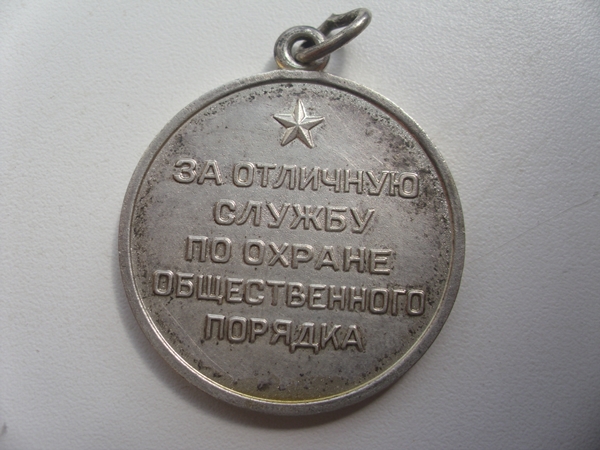 ЗА ОТЛИЧНУЮ
СЛУЖБУ
ПО ОХРАНЕ
ОБЩЕСТВЕННОГО
ПОРЯДКА